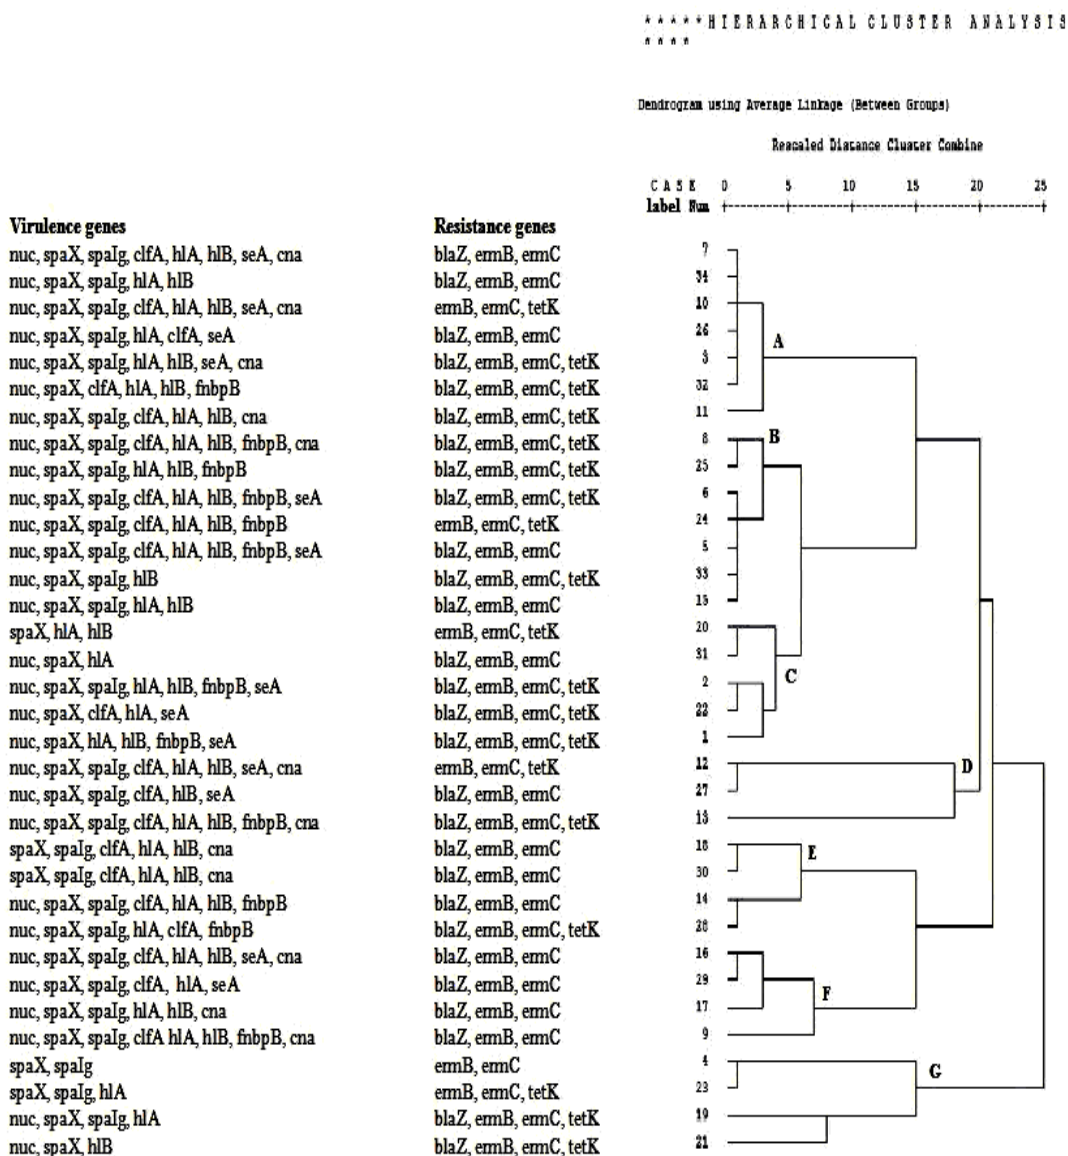 * * * * * H I E R A R C H I C A L C L U S T E R A N A L Y S I S
* * * *
Dendrogram using Average Linkage (Between Groups)
Rescaled Distance Cluster Combine
C A S E 0 5 10 15 20 25
label Num
Virulence genes Resistance genes
nuc, spaX, spaIg, clfA, hlA, hlB, seA, cna blaZ, ermB, ermC 7
nuc, spaX, spaIg, hlA, hlB blaZ, ermB, ermC 34
nuc, spaX, spaIg, clfA, hlA, hlB, seA, cna ermB, ermC, tetK 10
nuc, spaX, spaIg, hlA, clfA, seA blaZ, ermB, ermC 26
A
nuc, spaX, spaIg, hlA, hlB, seA, cna blaZ, ermB, ermC, tetK 3
nuc, spaX, clfA, hlA, hlB, fnbpB blaZ, ermB, ermC, tetK 32
nuc, spaX, spaIg, clfA, hlA, hlB, cna blaZ, ermB, ermC, tetK 11
nuc, spaX, spaIg, clfA, hlA, hlB, fnbpB, cna blaZ, ermB, ermC, tetK 8 B
nuc, spaX, spaIg, hlA, hlB, fnbpB blaZ, ermB, ermC, tetK 25
nuc, spaX, spaIg, clfA, hlA, hlB, fnbpB, seA blaZ, ermB, ermC, tetK 6
nuc, spaX, spaIg, clfA, hlA, hlB, fnbpB ermB, ermC, tetK 24
nuc, spaX, spaIg, clfA, hlA, hlB, fnbpB, seA blaZ, ermB, ermC 5
nuc, spaX, spaIg, hlB blaZ, ermB, ermC, tetK 33
nuc, spaX, spaIg, hlA, hlB blaZ, ermB, ermC 15
spaX, hlA, hlB ermB, ermC, tetK 20
nuc, spaX, hlA blaZ, ermB, ermC 31
C
nuc, spaX, spaIg, hlA, hlB, fnbpB, seA blaZ, ermB, ermC, tetK 2
nuc, spaX, clfA, hlA, seA blaZ, ermB, ermC, tetK 22
nuc, spaX, hlA, hlB, fnbpB, seA blaZ, ermB, ermC, tetK 1
nuc, spaX, spaIg, clfA, hlA, hlB, seA, cna ermB, ermC, tetK 12 D
nuc, spaX, spaIg, clfA, hlB, seA blaZ, ermB, ermC 27
nuc, spaX, spaIg, clfA, hlA, hlB, fnbpB, cna blaZ, ermB, ermC, tetK 13
spaX, spaIg, clfA, hlA, hlB, cna blaZ, ermB, ermC 18 E
spaX, spaIg, clfA, hlA, hlB, cna blaZ, ermB, ermC 30
nuc, spaX, spaIg, clfA, hlA, hlB, fnbpB blaZ, ermB, ermC 14
nuc, spaX, spaIg, hlA, clfA, fnbpB blaZ, ermB, ermC, tetK 28
nuc, spaX, spaIg, clfA, hlA, hlB, seA, cna blaZ, ermB, ermC 16
nuc, spaX, spaIg, clfA, hlA, seA blaZ, ermB, ermC 29 F
nuc, spaX, spaIg, hlA, hlB, cna blaZ, ermB, ermC 17
nuc, spaX, spaIg, clfA hlA, hlB, fnbpB, cna blaZ, ermB, ermC 9
spaX, spaIg ermB, ermC 4 G
spaX, spaIg, hlA ermB, ermC, tetK 23
nuc, spaX, spaIg, hlA blaZ, ermB, ermC, tetK 19
nuc, spaX, hlB blaZ, ermB, ermC, tetK 21